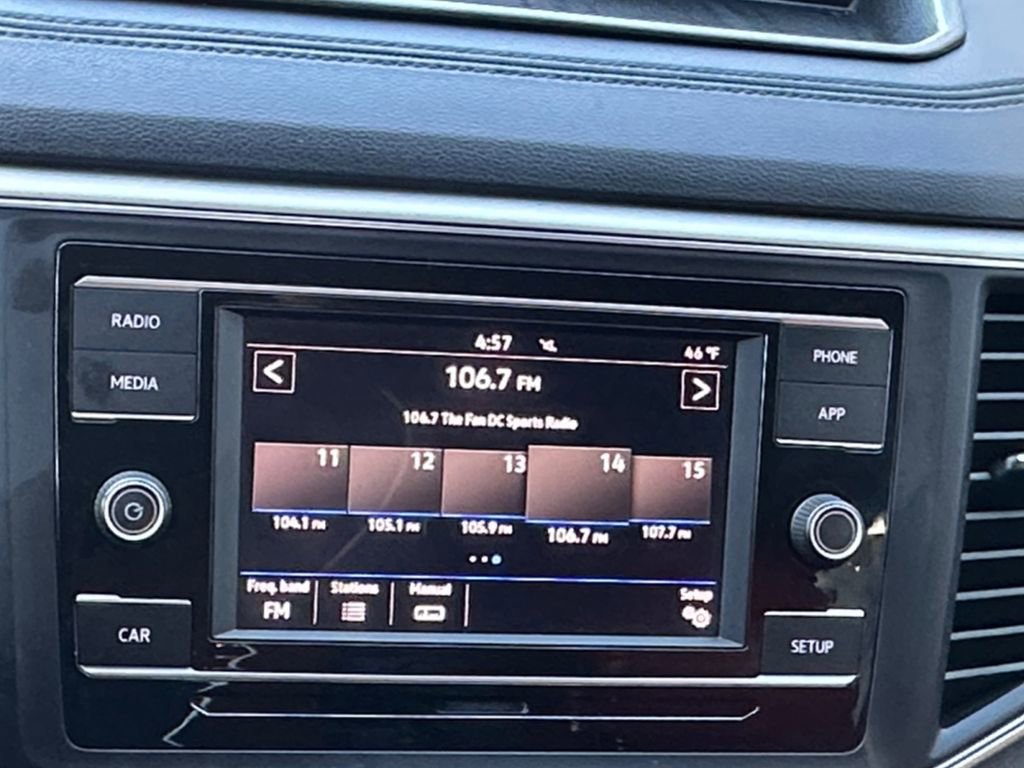 RADIO
MEDIA
CAR
4:57
46 °F
<
106.7 FM
>
106.7 The Fan DC Sports Radio
11 12 13 14 15
104.1 FM 105.1 FM 105.9 FM 106.7 FM 107.7 FM
Freq. band Stations Manual Setup
FM
PHONE
APP
SETUP